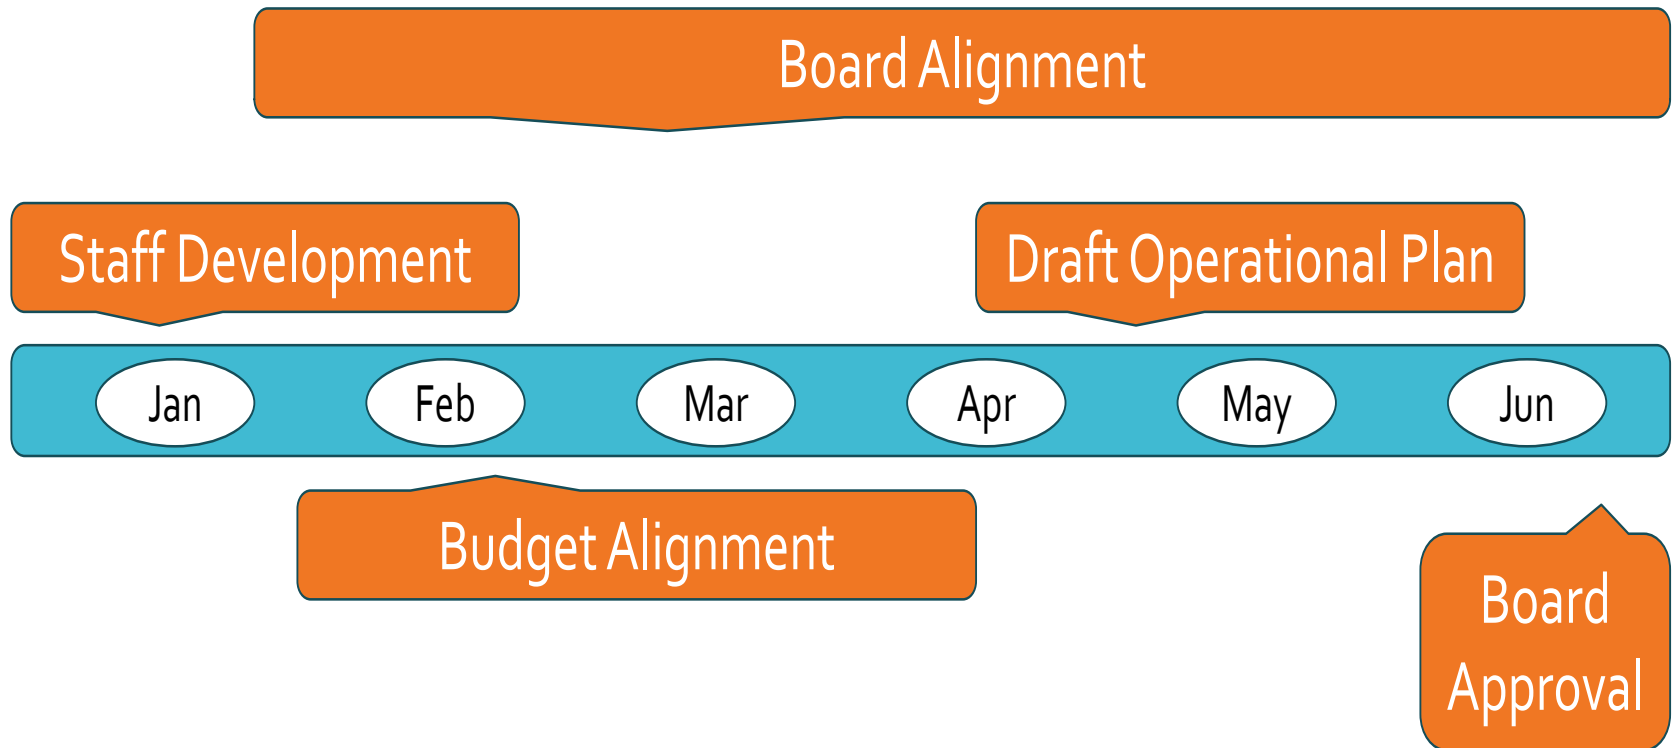 Board Alignment
Staff Development
Draft Operational Plan
Jan
Feb
Mar
Apr
May
Jun
Budget Alignment
Board
Approval